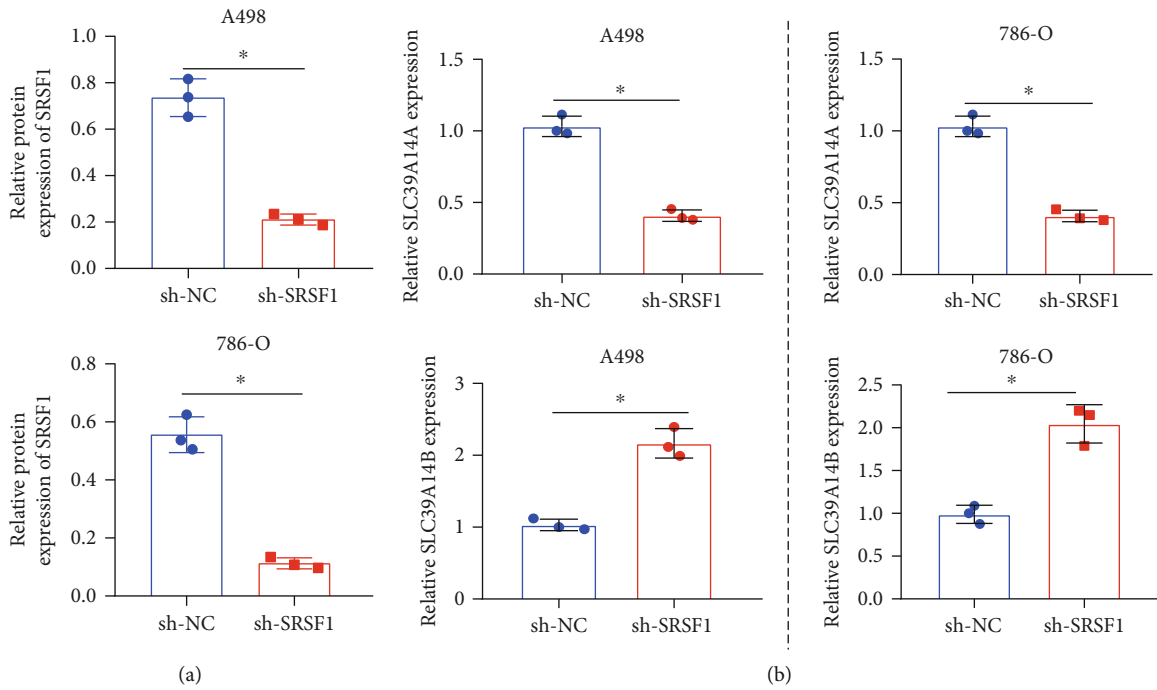 A498
Relative protein
expression of SRSF1
1.0
0.8
0.6
0.4
0.2
0.0
*
sh-NC
sh-SRSF1
786-O
Relative protein
expression of SRSF1
0.8
0.6
0.4
0.2
0.0
*
sh-NC
sh-SRSF1
(a)
A498
Relative SLC39A14A expression
1.5
1.0
0.5
0.0
*
sh-NC
sh-SRSF1
786-O
Relative SLC39A14A expression
1.5
1.0
0.5
0.0
*
sh-NC
sh-SRSF1
A498
Relative SLC39A14B expression
3
2
1
0
*
sh-NC
sh-SRSF1
786-O
Relative SLC39A14B expression
2.5
2.0
1.5
1.0
0.5
0.0
*
sh-NC
sh-SRSF1
(b)